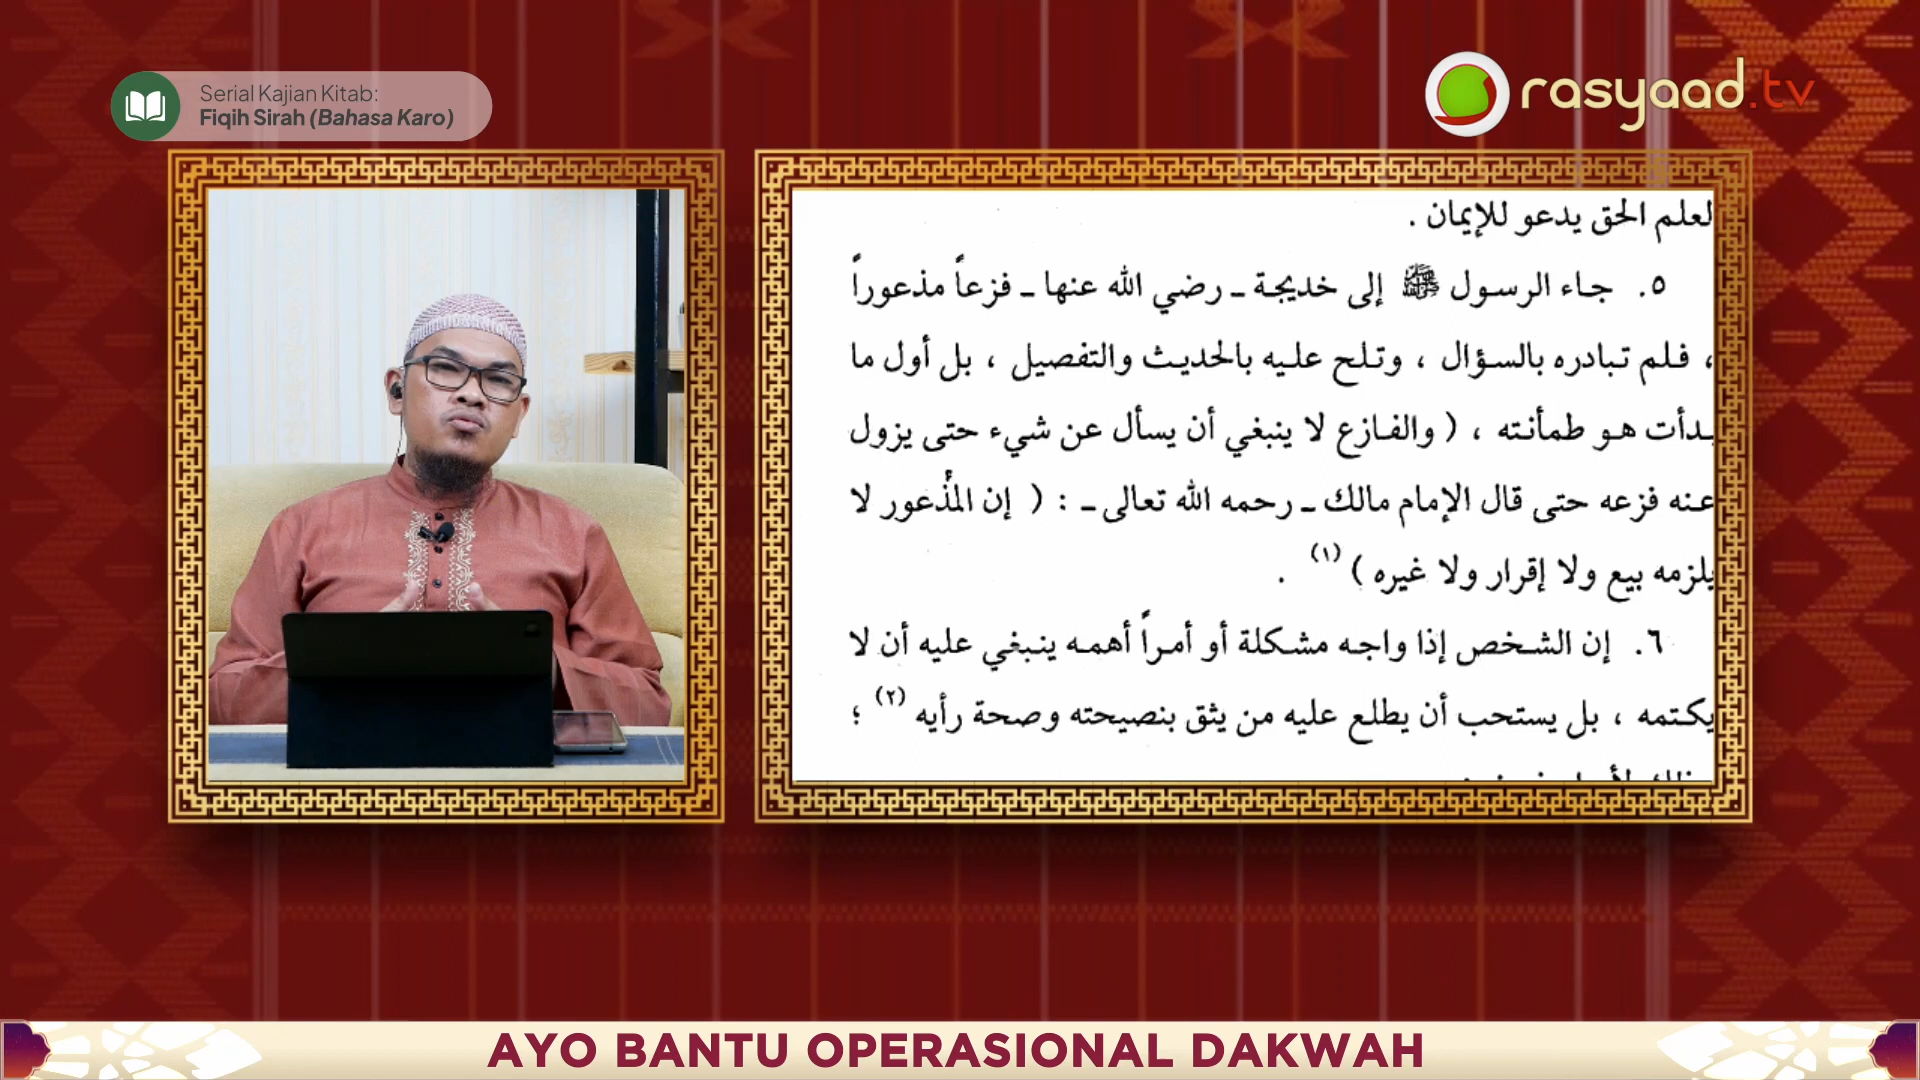 Serial Kajian Kitab:
Fiqih Sirah (Bahasa Karo)
rasyaad.tv
لعلم الحق يدعو للإيمان .
٥. جاء الرسول ﷺ إلى خديجة ـ رضي الله عنها ـ فزعاً مذعوراً
، فلم تبادره بالسؤال ، وتلح عليه بالحديث والتفصيل ، بل أول ما
بدأت هو طمأنته ، ( والفازع لا ينبغي أن يسأل عن شيء حتى يزول
عنه فزعه حتى قال الإمام مالك ـ رحمه الله تعالى ـ : ( إن المذْعور لا
يلزمه بيع ولا إقرار ولا غيره ) (١) .
٦. إن الشخص إذا واجه مشكلة أو أمراً أهمه ينبغي عليه أن لا
يكتمه ، بل يستحب أن يطلع عليه من يثق بنصيحته وصحة رأيه (٢) ؛
AYO BANTU OPERASIONAL DAKWAH